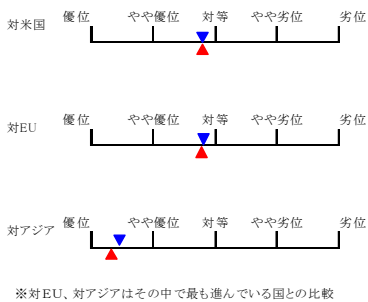 優位 やや優位 対等 やや劣位 劣位
対米国
優位 やや優位 対等 やや劣位 劣位
対EU
優位 やや優位 対等 やや劣位 劣位
対アジア
※対EU、対アジアはその中で最も進んでいる国との比較